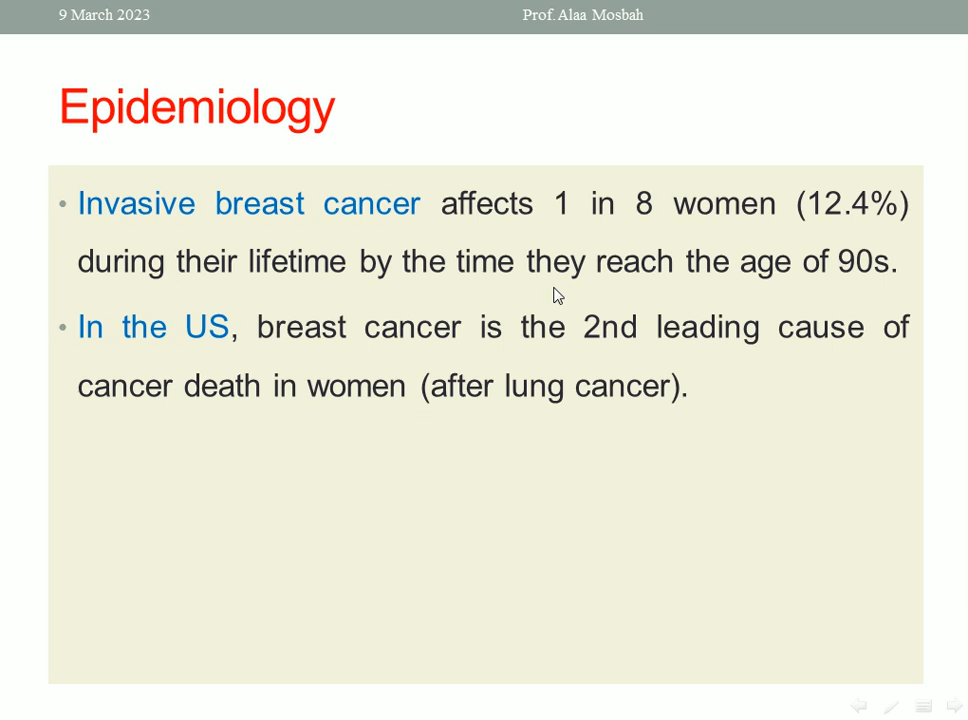 9 March 2023 Prof. Alaa Mosbah
Epidemiology
• Invasive breast cancer affects 1 in 8 women (12.4%)
during their lifetime by the time they reach the age of 90s.
• In the US, breast cancer is the 2nd leading cause of
cancer death in women (after lung cancer).